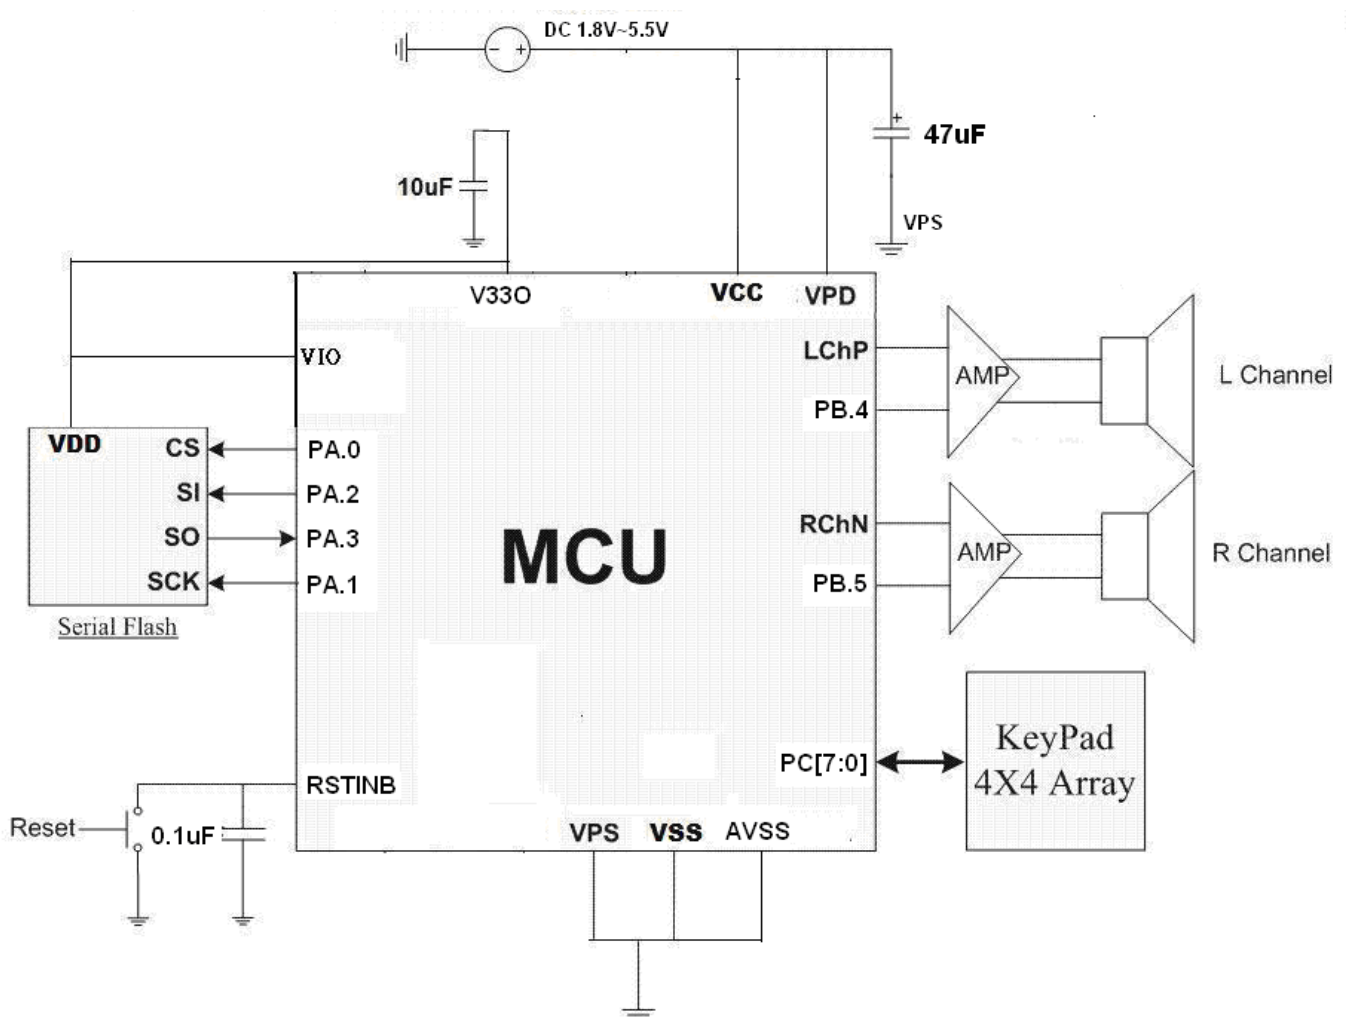 DC 1.8V~5.5V
- +
+
47uF
10uF
VPS
V33O
VCC
VPD
VIO
LChP
AMP
L Channel
PB.4
VDD
CS
PA.0
SI
PA.2
SO
PA.3
SCK
PA.1
Serial Flash
MCU
RChN
AMP
R Channel
PB.5
KeyPad
4X4 Array
PC[7:0]
RSTINB
Reset
0.1uF
VPS
VSS
AVSS